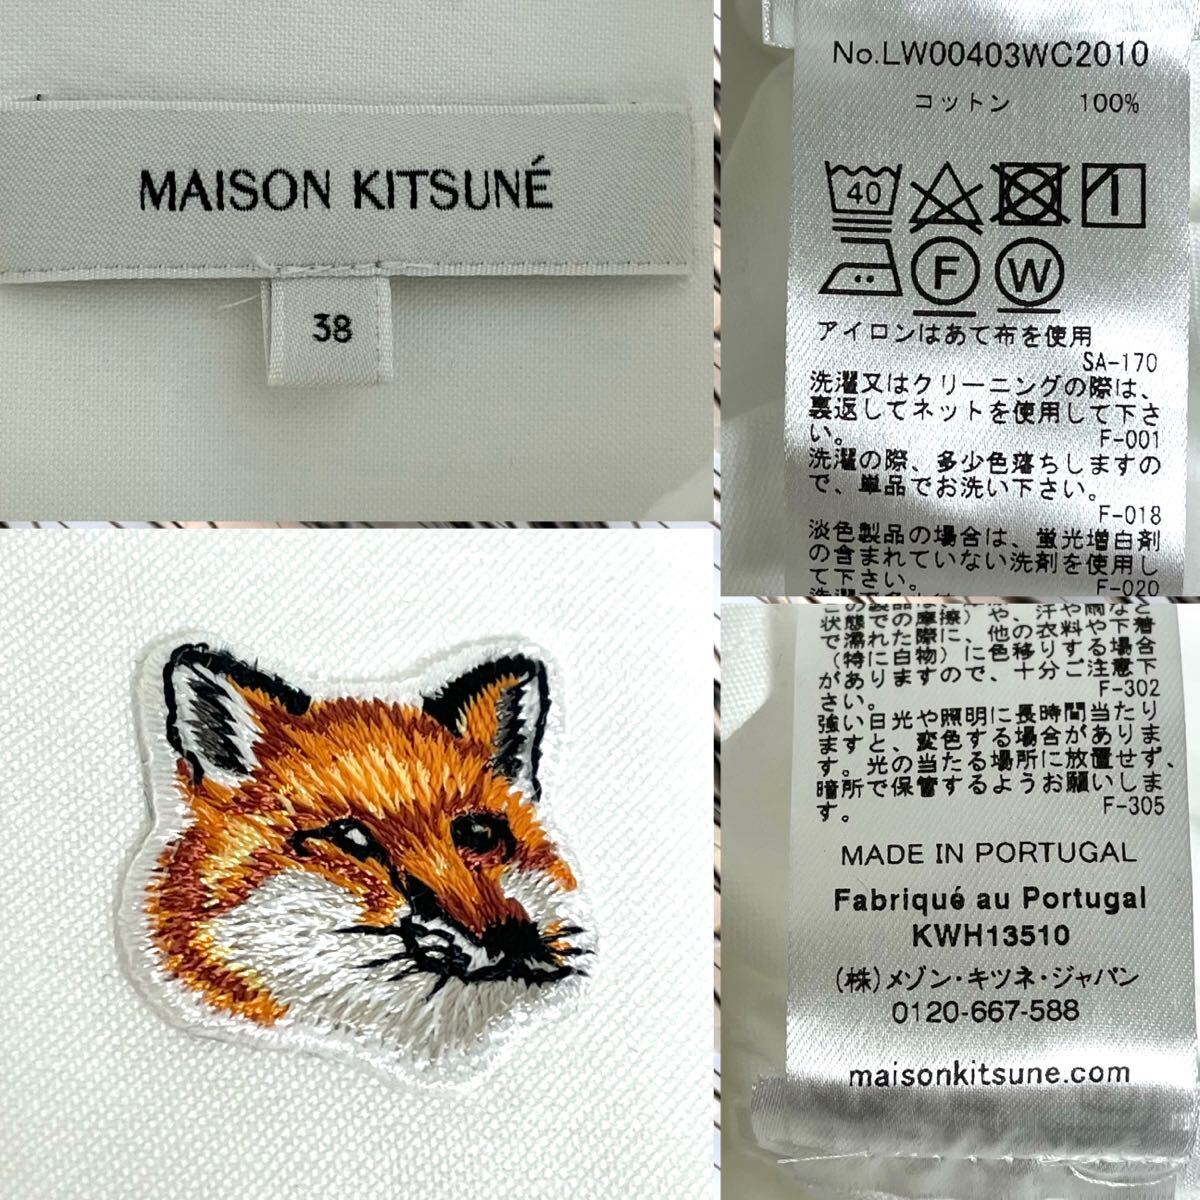 MAISON KITSUNÉ
38
No.LW00403WC2010
コットン 100%
40
F W
アイロンはあて布を使用
SA-170
洗濯又はクリーニングの際は、
裏返してネットを使用して下さ
い。 F-001
洗濯の際、多少色落ちしますの
で、単品でお洗い下さい。
F-018
淡色製品の場合は、蛍光増白剤
の含まれていない洗剤を使用し
て下さい。 F-020
状態での摩擦)や、汗や雨など
で濡れた際に、他の衣料や下着
(特に白物)に色移りする場合
がありますので、十分ご注意下
さい。 F-302
強い日光や照明に長時間当たり
ますと、変色する場合がありま
す。光の当たる場所に放置せず、
暗所で保管するようお願いしま
す。 F-305
MADE IN PORTUGAL
Fabriqué au Portugal
KWH13510
(株)メゾン・キツネ・ジャパン
0120-667-588
maisonkitsune.com